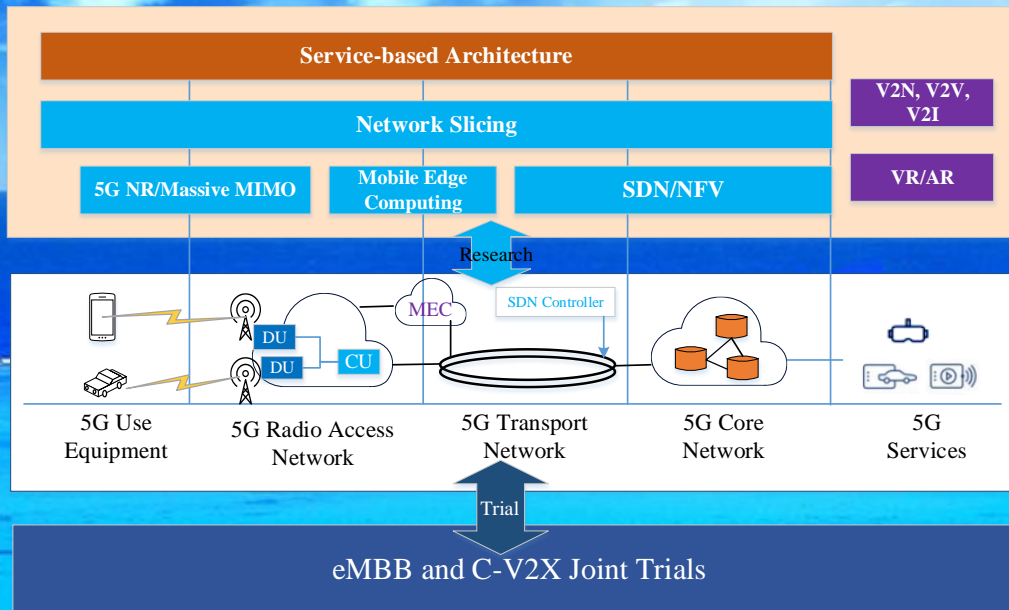 Service-based Architecture
Network Slicing
V2N, V2V,
V2I
5G NR/Massive MIMO
Mobile Edge
Computing
SDN/NFV
VR/AR
Research
MEC
SDN Controller
DU
DU
CU
5G Use
Equipment
5G Radio Access
Network
5G Transport
Network
5G Core
Network
5G
Services
Trial
eMBB and C-V2X Joint Trials